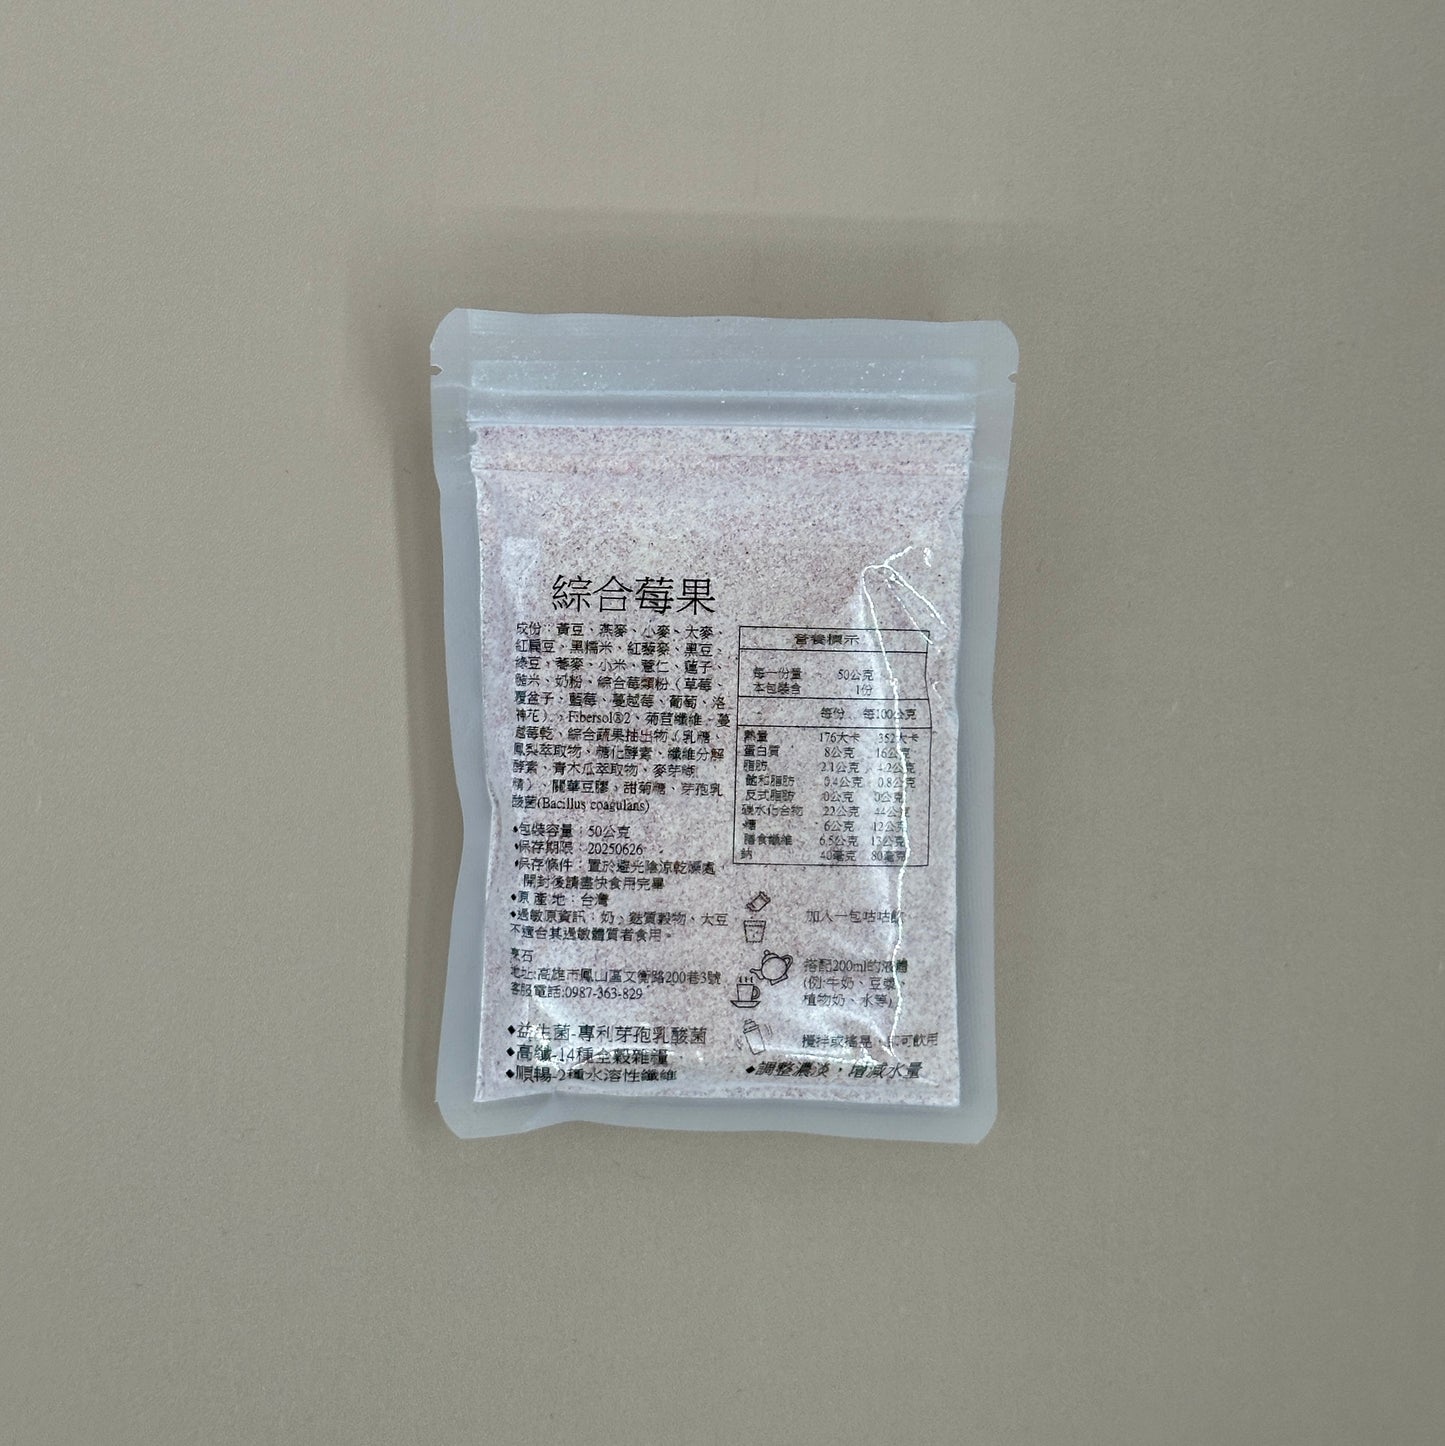 綜合莓果
成份：黃豆、燕麥、小麥、大麥、
紅扁豆、黑糯米、紅藜麥、黑豆、
綠豆、蕎麥、小米、薏仁、蓮子、
糙米、奶粉、綜合莓類粉（草莓、
覆盆子、藍莓、蔓越莓、葡萄、洛
神花）、Fibersol®2、菊苣纖維、蔓
越莓乾、綜合蔬果抽出物（乳糖、
鳳梨萃取物、糖化酵素、纖維分解
酵素、青木瓜萃取物、麥芽糊
精）、關華豆膠、甜菊糖、芽孢乳
酸菌(Bacillus coagulans)
◆包裝容量：50公克
◆保存期限：20250626
◆保存條件：置於避光陰涼乾燥處，
開封後請盡快食用完畢
◆原 產 地：台灣
◆過敏原資訊：奶、麩質穀物、大豆
不適合其過敏體質者食用。
地址:高雄市鳳山區文衡路200巷3號
客服電話:0987-363-829
◆益生菌-專利芽孢乳酸菌
◆高纖-14種全穀雜糧
◆順暢-2種水溶性纖維
營養標示
每一份量 50公克
本包裝含 1份
每份 每100公克
熱量 176大卡 352大卡
蛋白質 8公克 16公克
脂肪 2.1公克 4.2公克
飽和脂肪 0.4公克 0.8公克
反式脂肪 0公克 0公克
碳水化合物 22公克 44公克
糖 6公克 12公克
膳食纖維 6.5公克 13公克
鈉 40毫克 80毫克
加入一包咕咕飲
搭配200ml的液體
(例:牛奶、豆漿、
植物奶、水等)
攪拌或搖晃，即可飲用
◆調整濃淡，增減水量